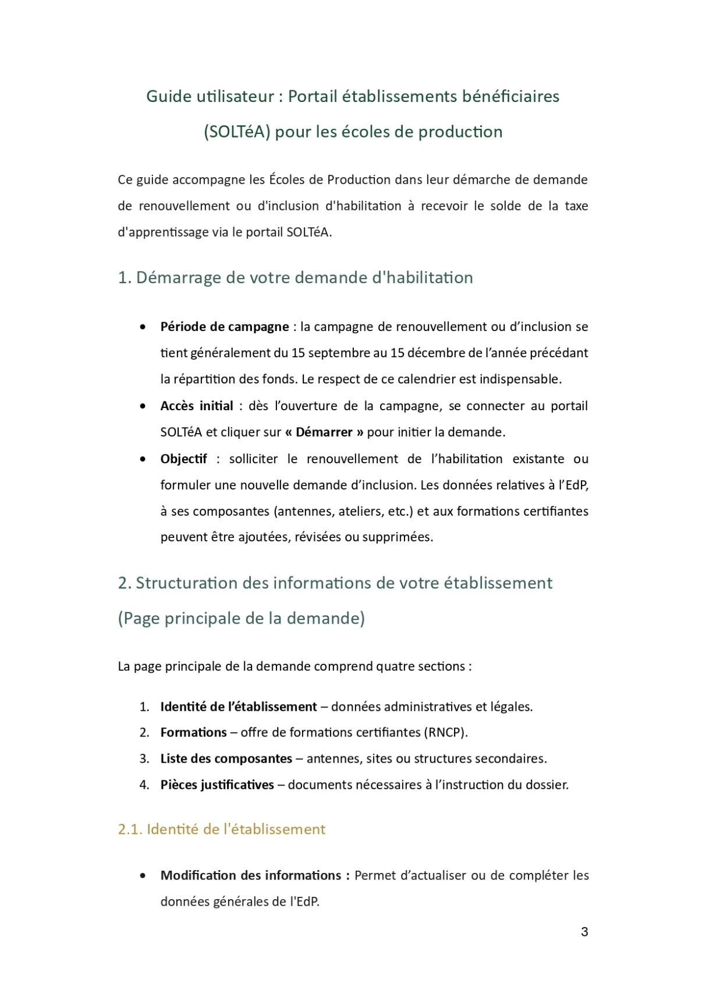 Guide utilisateur : Portail établissements bénéficiaires
(SOLTéA) pour les écoles de production
Ce guide accompagne les Écoles de Production dans leur démarche de demande
de renouvellement ou d'inclusion d'habilitation à recevoir le solde de la taxe
d'apprentissage via le portail SOLTéA.
1. Démarrage de votre demande d'habilitation
• Période de campagne : la campagne de renouvellement ou d’inclusion se
tient généralement du 15 septembre au 15 décembre de l’année précédant
la répartition des fonds. Le respect de ce calendrier est indispensable.
• Accès initial : dès l’ouverture de la campagne, se connecter au portail
SOLTéA et cliquer sur « Démarrer » pour initier la demande.
• Objectif : solliciter le renouvellement de l’habilitation existante ou
formuler une nouvelle demande d’inclusion. Les données relatives à l’EdP,
à ses composantes (antennes, ateliers, etc.) et aux formations certifiantes
peuvent être ajoutées, révisées ou supprimées.
2. Structuration des informations de votre établissement
(Page principale de la demande)
La page principale de la demande comprend quatre sections :
1. Identité de l’établissement – données administratives et légales.
2. Formations – offre de formations certifiantes (RNCP).
3. Liste des composantes – antennes, sites ou structures secondaires.
4. Pièces justificatives – documents nécessaires à l’instruction du dossier.
2.1. Identité de l'établissement
• Modification des informations : Permet d’actualiser ou de compléter les
données générales de l'EdP.
3